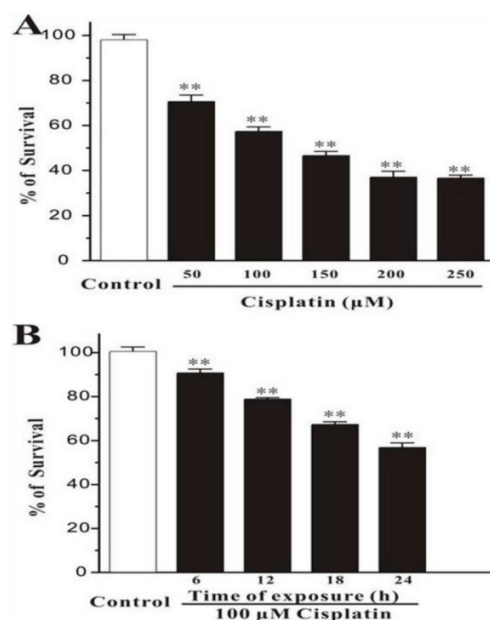 A
% of Survival
100
80
60
40
20
0
**
**
**
**
**
50 100 150 200 250
Control
Cisplatin (μM)
B
% of Survival
100
80
60
40
20
0
**
**
**
**
6 12 18 24
Control Time of exposure (h)
100 μM Cisplatin